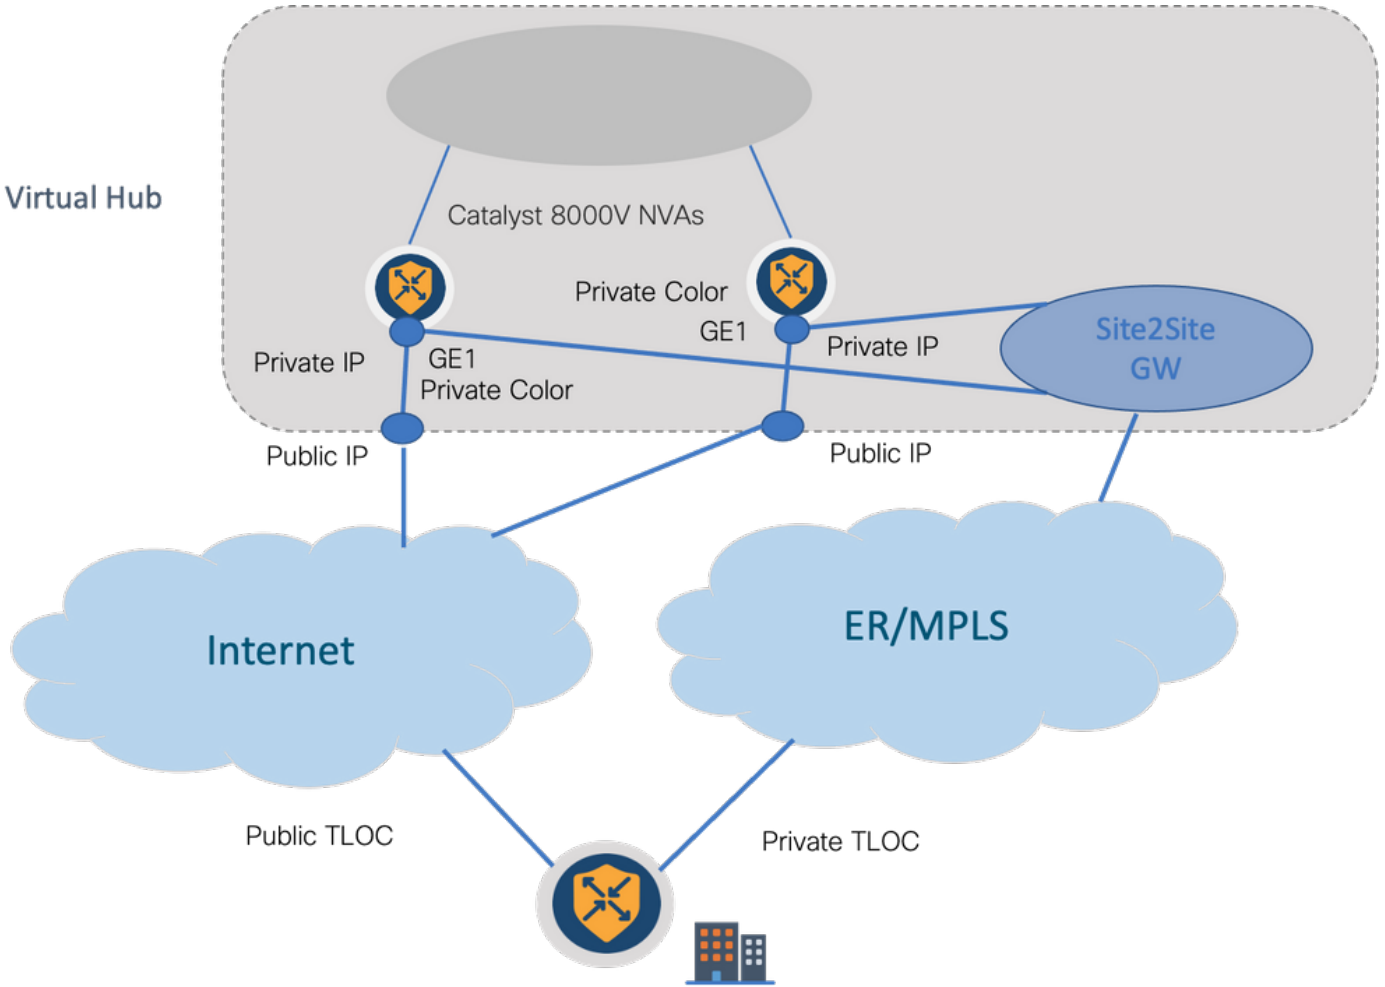 Virtual Hub
Catalyst 8000V NVAs
Private Color
GE1
Private IP
Site2Site
GW
Private IP
GE1
Private Color
Public IP
Public IP
Internet
ER/MPLS
Public TLOC
Private TLOC